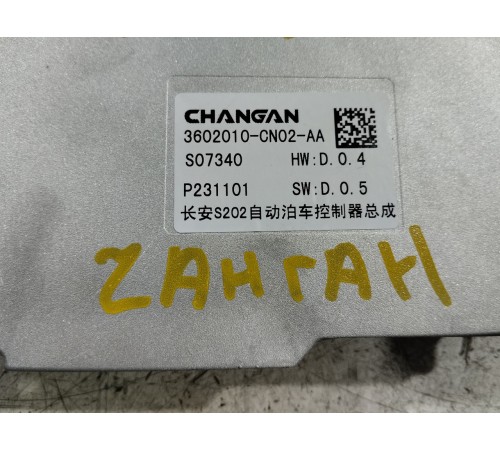 CHANGAN
3602010-CN02-AA
S07340 HW:D.0.4
P231101 SW:D.0.5
长安S202自动泊车控制器总成
ZАНГАН